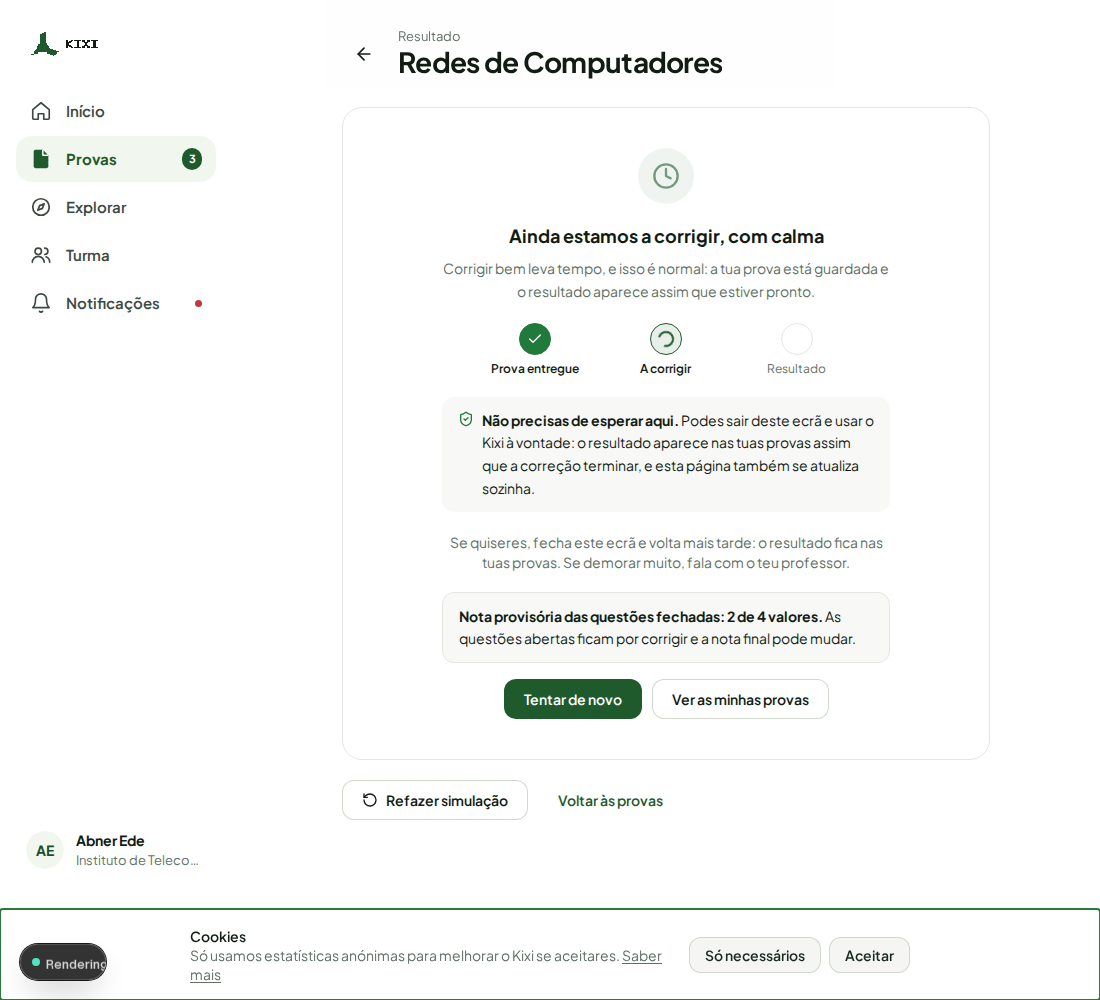 KIXI
Início
Provas 3
Explorar
Turma
Notificações
Resultado
Redes de Computadores
Ainda estamos a corrigir, com calma
Corrigir bem leva tempo, e isso é normal: a tua prova está guardada e
o resultado aparece assim que estiver pronto.
Prova entregue
A corrigir
Resultado
Não precisas de esperar aqui. Podes sair deste ecrã e usar o
Kixi à vontade: o resultado aparece nas tuas provas assim
que a correção terminar, e esta página também se atualiza
sozinha.
Se quiseres, fecha este ecrã e volta mais tarde: o resultado fica nas
tuas provas. Se demorar muito, fala com o teu professor.
Nota provisória das questões fechadas: 2 de 4 valores. As
questões abertas ficam por corrigir e a nota final pode mudar.
Tentar de novo
Ver as minhas provas
Refazer simulação
Voltar às provas
AE
Abner Ede
Instituto de Teleco...
Cookies
Só usamos estatísticas anónimas para melhorar o Kixi se aceitares. Saber
mais
Só necessários
Aceitar
Rendering